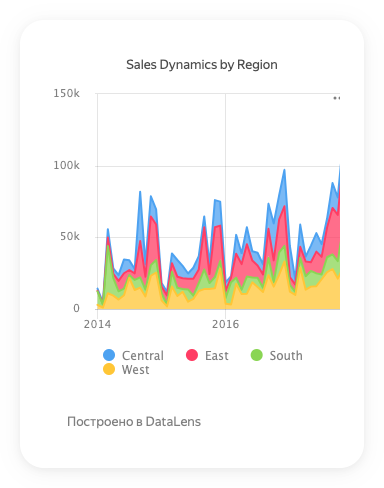 Sales Dynamics by Region
150k
100k
50k
0
2014
2016
Central
East
South
West
Построено в DataLens